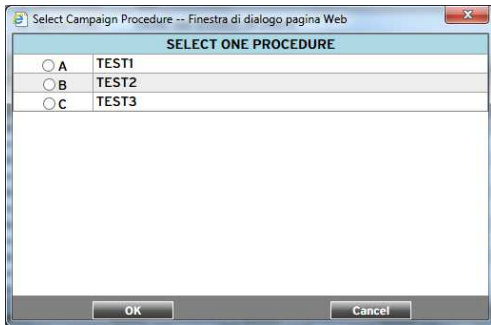 Select Campaign Procedure -- Finestra di dialogo pagina Web
SELECT ONE PROCEDURE
A TEST1
B TEST2
C TEST3
OK Cancel